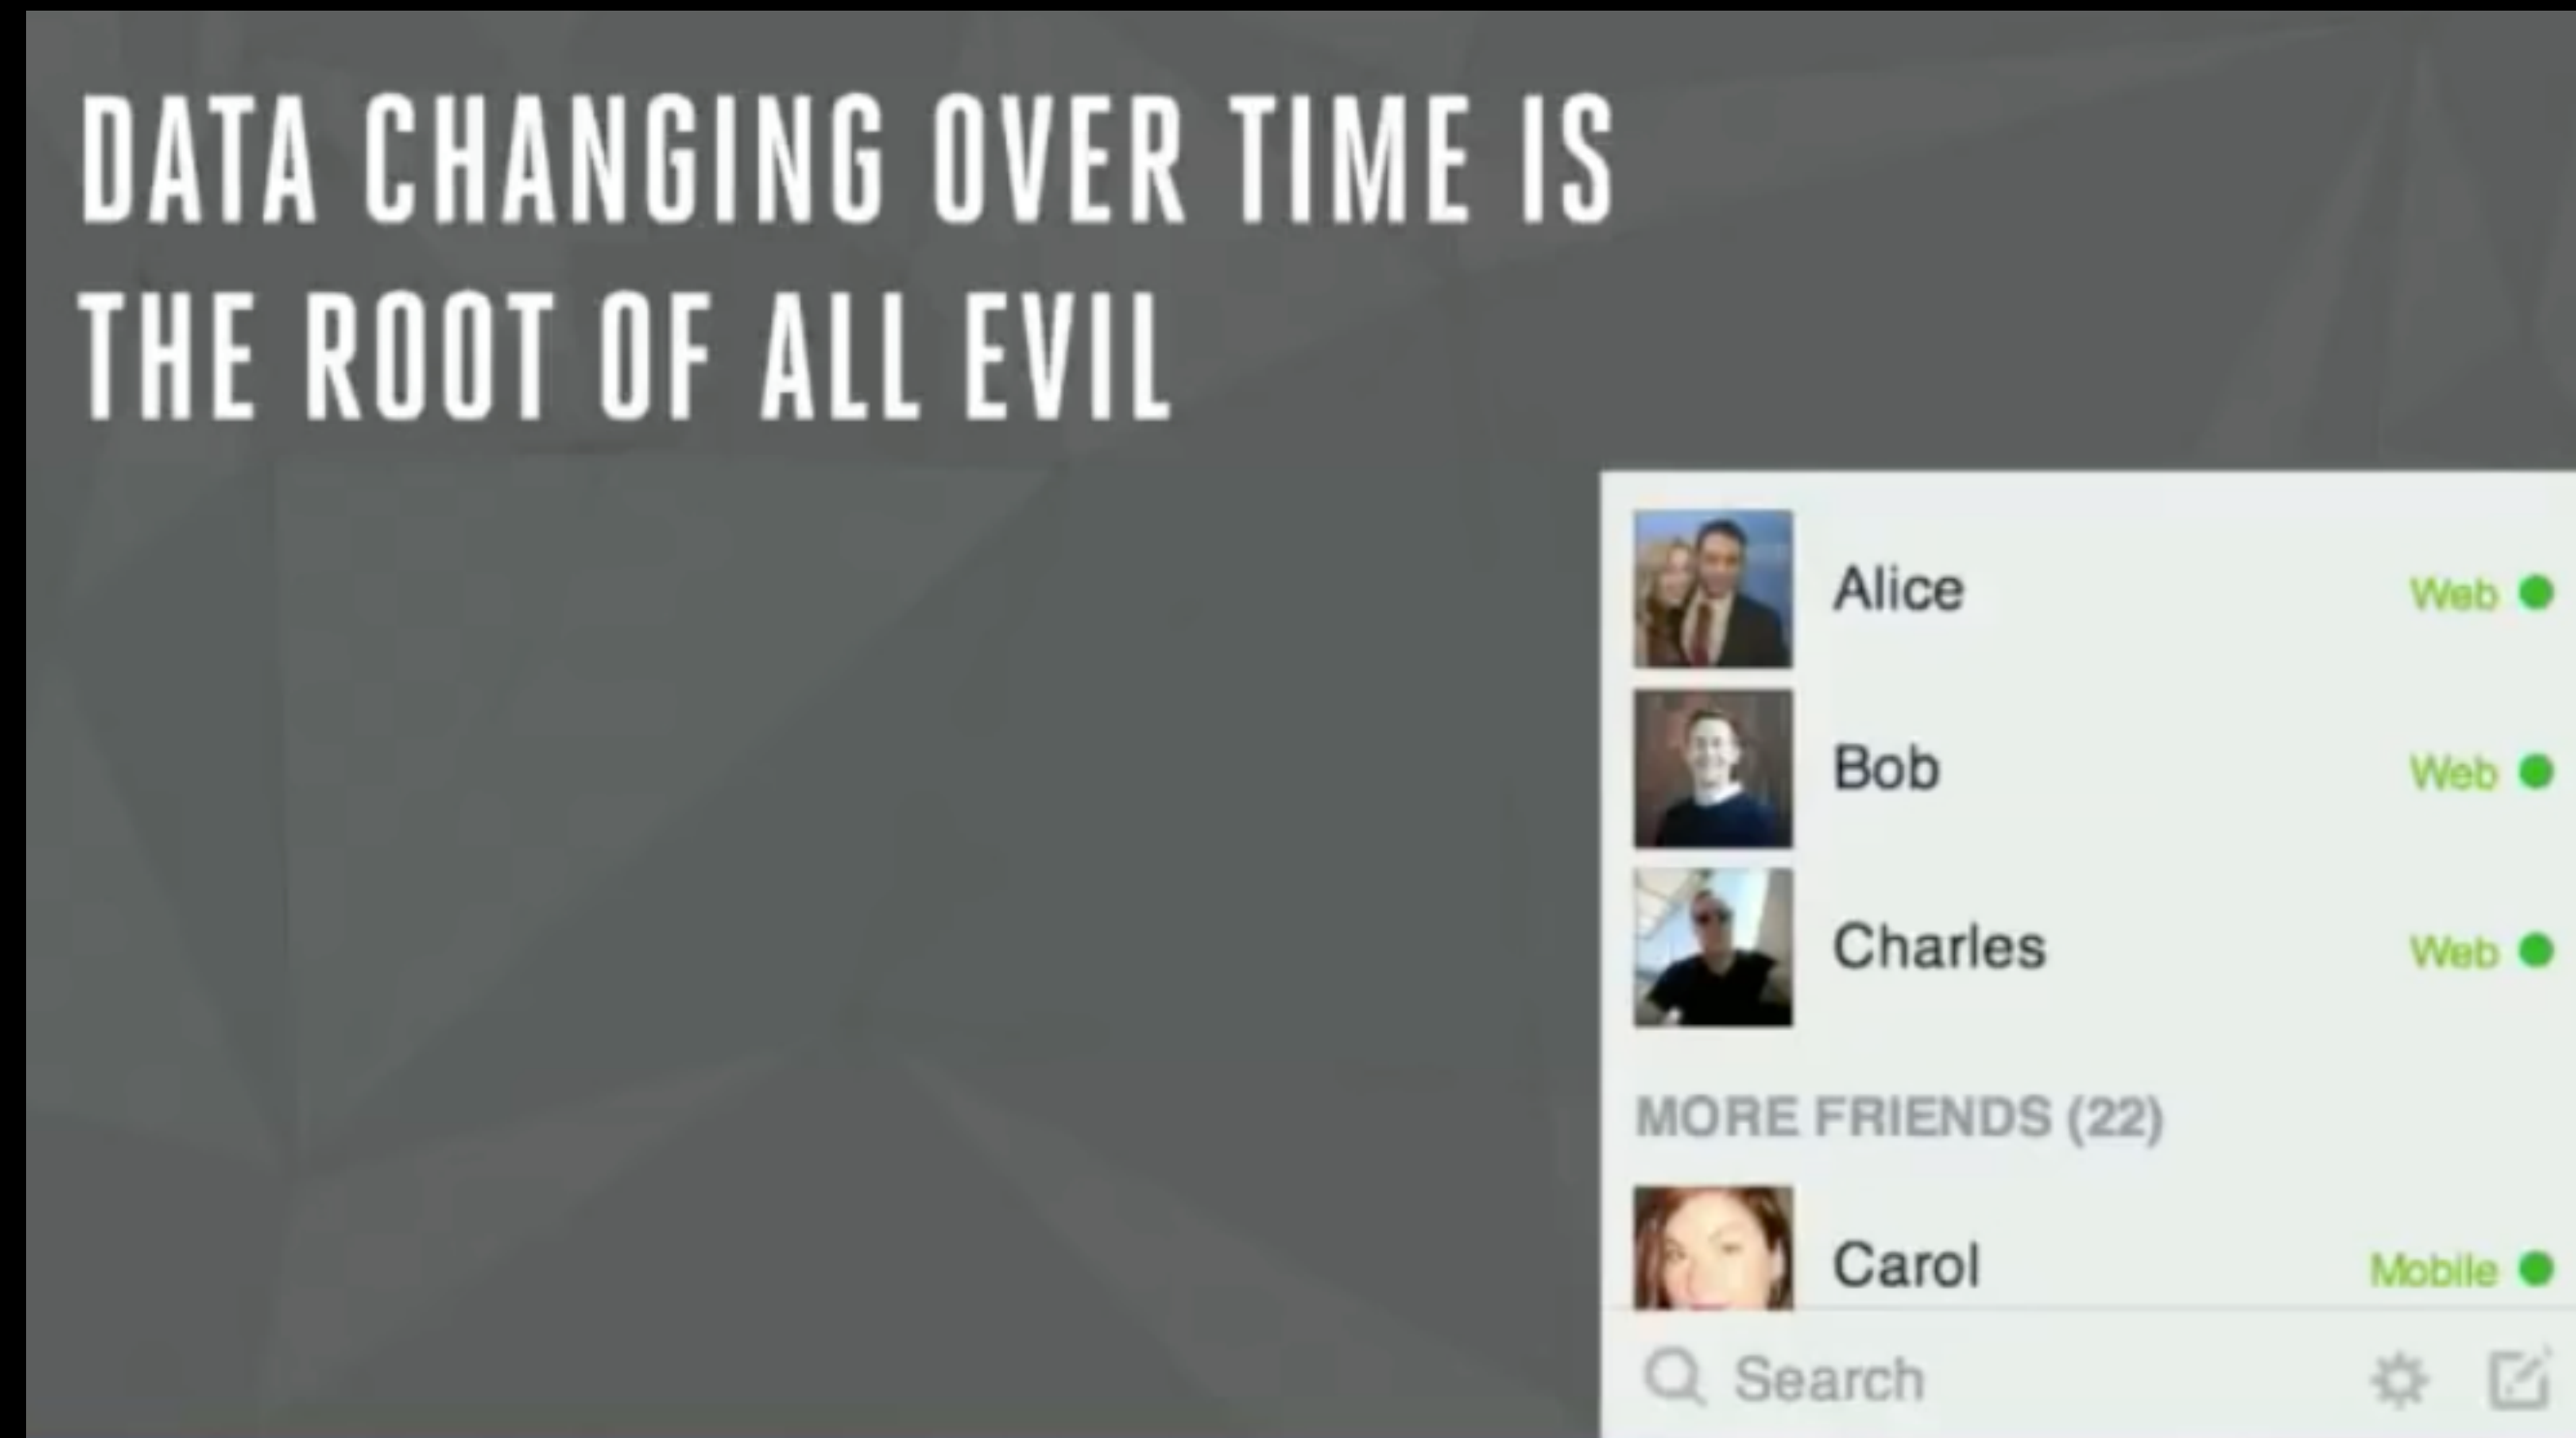 DATA CHANGING OVER TIME IS
THE ROOT OF ALL EVIL
Alice Web
Bob Web
Charles Web
MORE FRIENDS (22)
Carol Mobile
Search